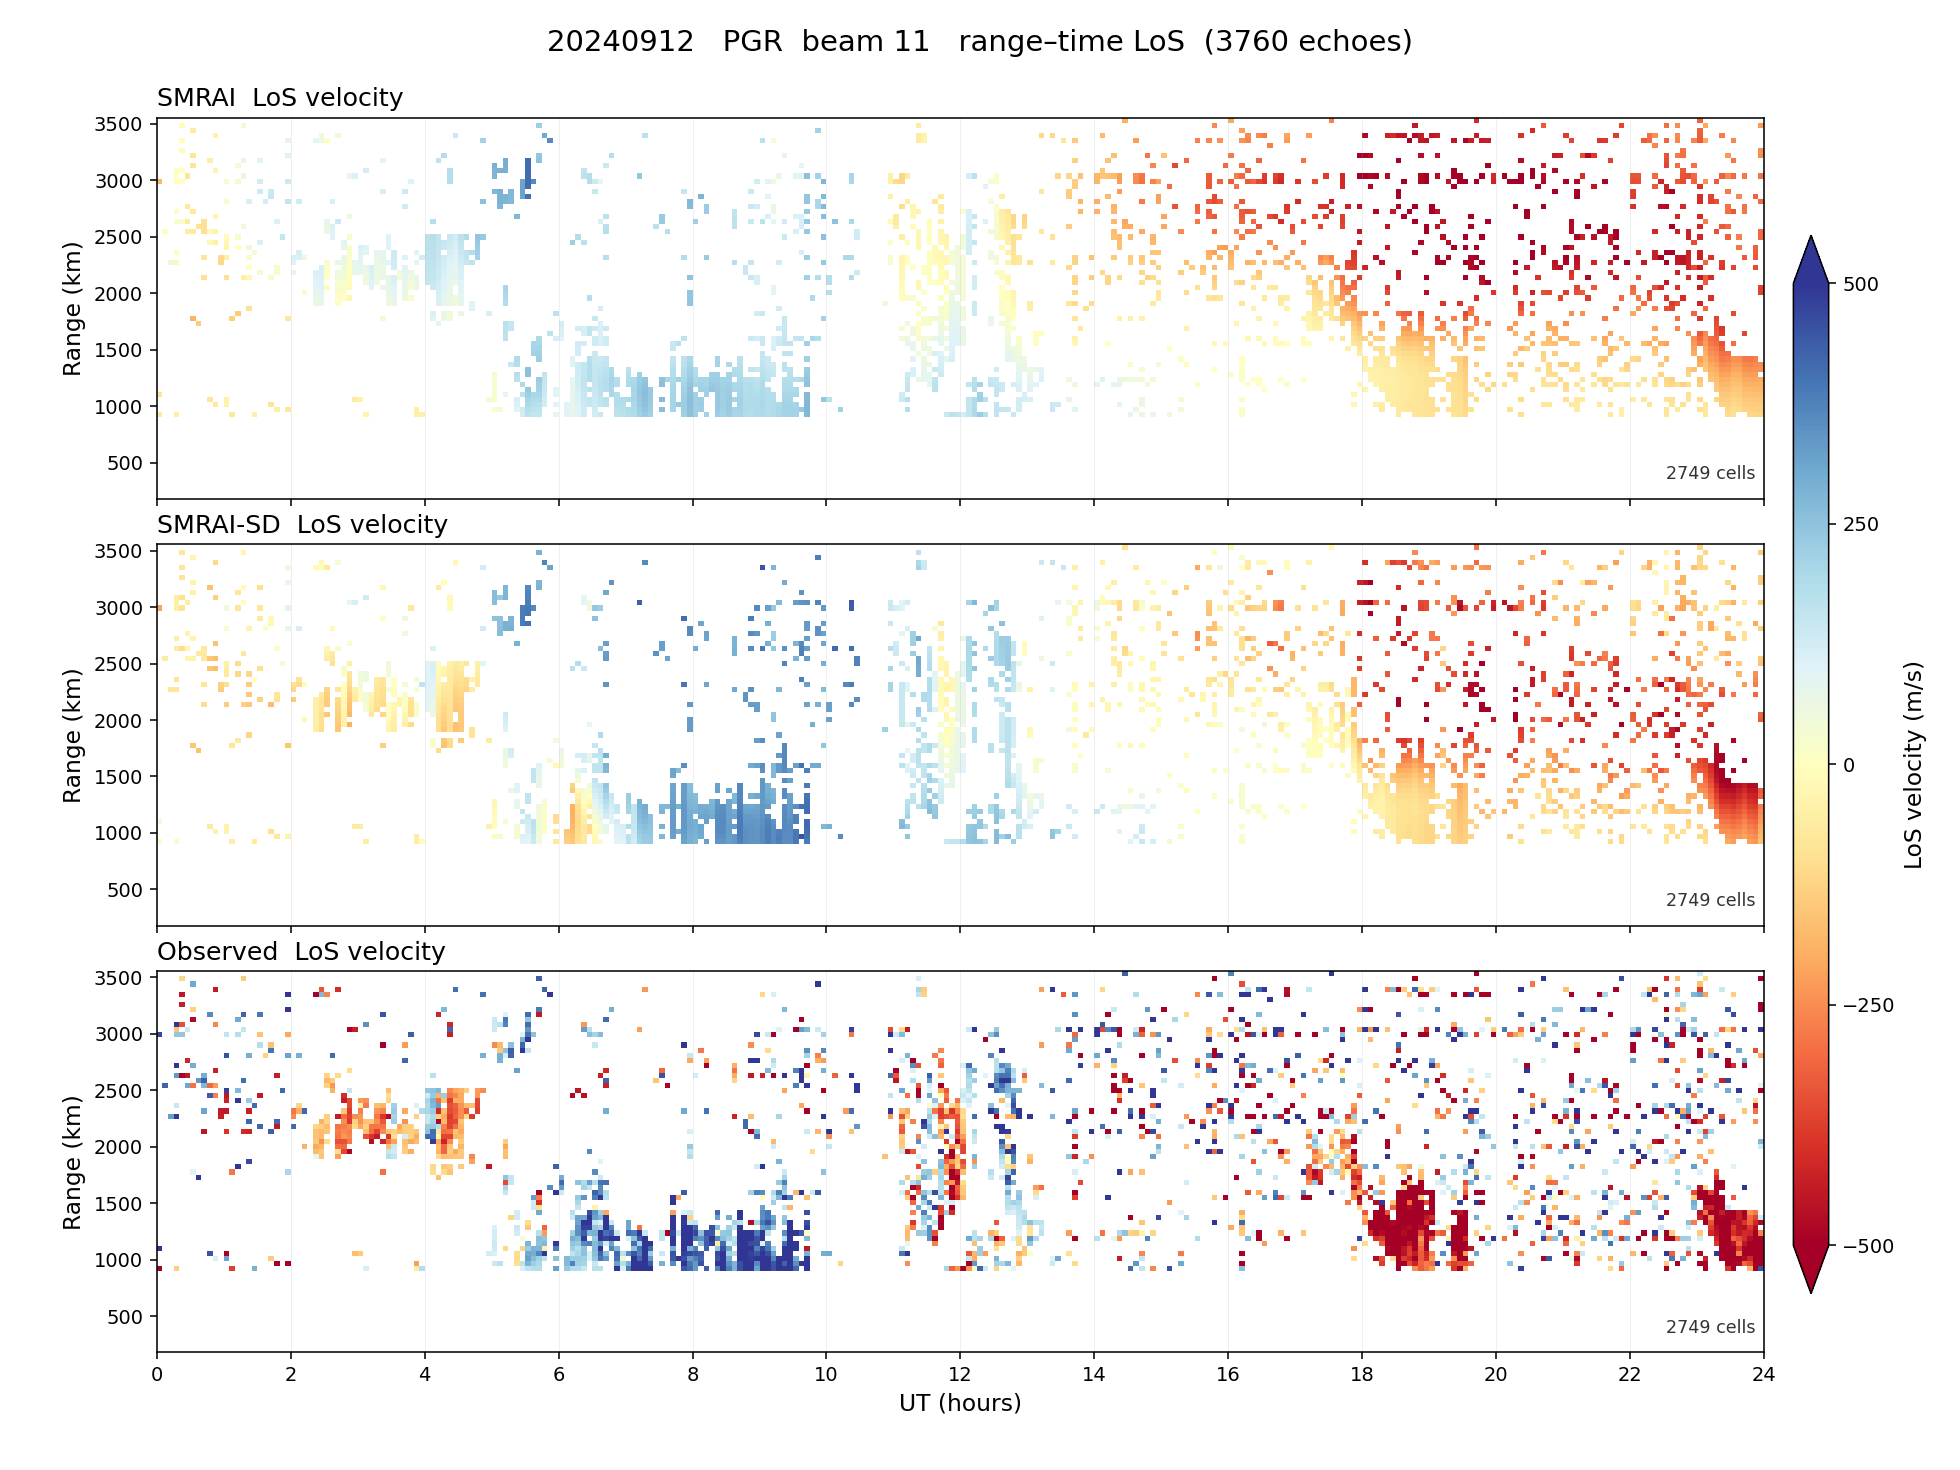 20240912   PGR  beam 11   range–time LoS  (3760 echoes)
SMRAI  LoS velocity
3500
3000
2500
2000
1500
1000
500
Range (km)
2749 cells
SMRAI-SD  LoS velocity
3500
3000
2500
2000
1500
1000
500
Range (km)
2749 cells
Observed  LoS velocity
3500
3000
2500
2000
1500
1000
500
Range (km)
2749 cells
0 2 4 6 8 10 12 14 16 18 20 22 24
UT (hours)
500
250
0
−250
−500
LoS velocity (m/s)